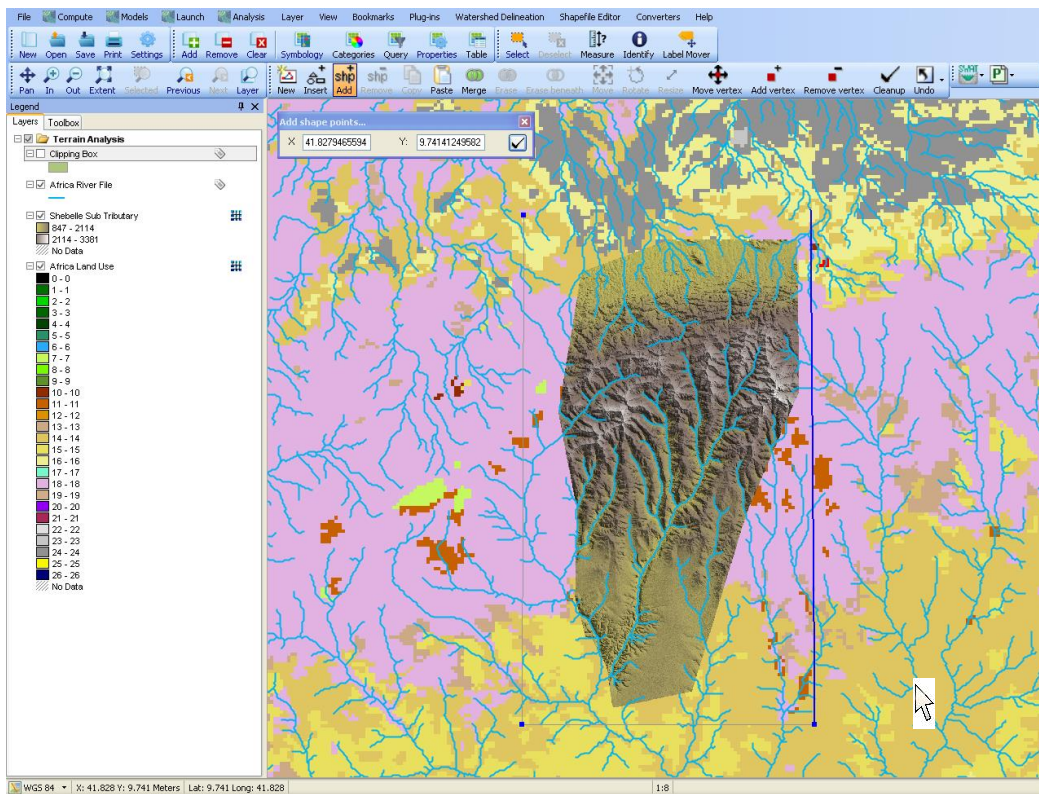 File Compute Models Launch Analysis Layer View Bookmarks Plug-ins Watershed Delineation Shapefile Editor Converters Help
New Open Save Print Settings Add Remove Clear Symbology Categories Query Properties Table Select Deselect Measure Identify Label Mover
shp shp
Pan In Out Extent Selected Previous Next Layer New Insert Add Remove Copy Paste Merge Erase Erase beneath Move Rotate Resize Move vertex Add vertex Remove vertex Cleanup Undo
Legend
Layers Toolbox
Terrain Analysis
Clipping Box
Africa River File
Shebelle Sub Tributary
847 - 2114
2114 - 3381
No Data
Africa Land Use
0 - 0
1 - 1
2 - 2
3 - 3
4 - 4
5 - 5
6 - 6
7 - 7
8 - 8
9 - 9
10 - 10
11 - 11
12 - 12
13 - 13
14 - 14
15 - 15
16 - 16
17 - 17
18 - 18
19 - 19
20 - 20
21 - 21
22 - 22
23 - 23
24 - 24
25 - 25
26 - 26
No Data
Add shape points...
X 41.8279465594 Y: 9.74141249582
WGS 84 X: 41.828 Y: 9.741 Meters Lat: 9.741 Long: 41.828 1:8